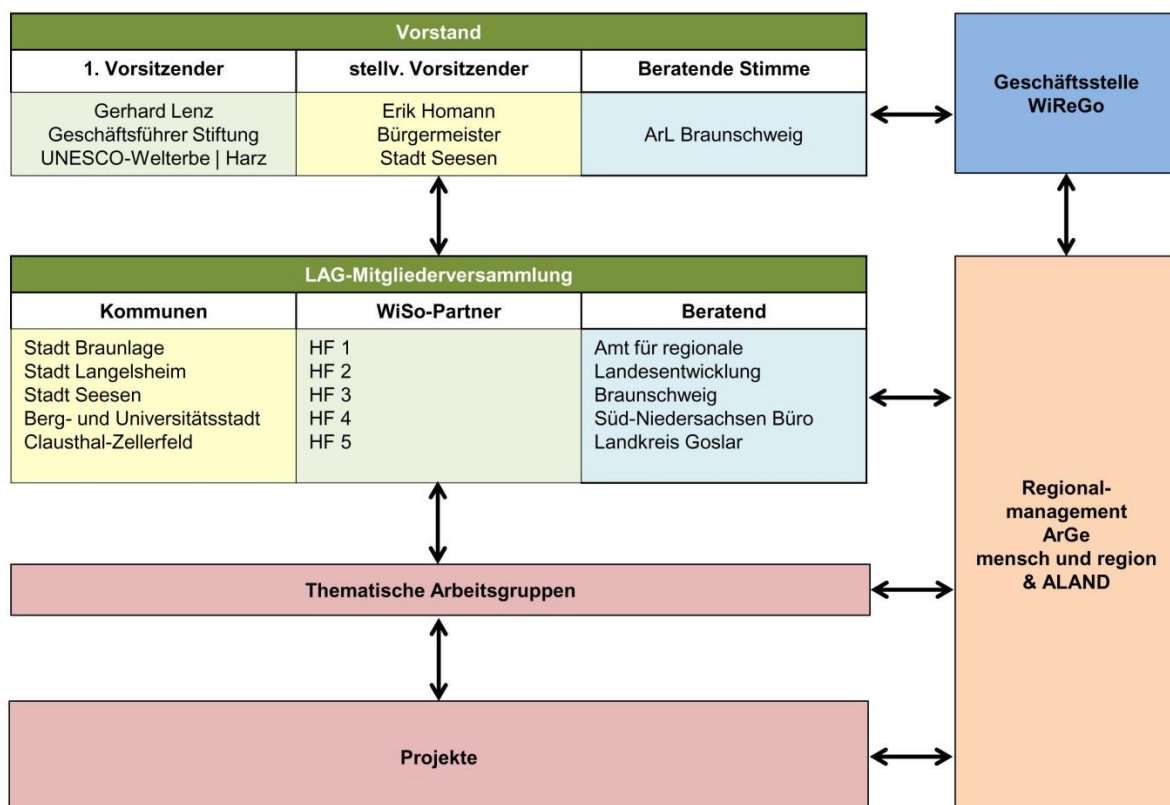 Vorstand
1. Vorsitzender
stellv. Vorsitzender
Beratende Stimme
Gerhard Lenz
Geschäftsführer Stiftung
UNESCO-Welterbe | Harz
Erik Homann
Bürgermeister
Stadt Seesen
ArL Braunschweig
Geschäftsstelle
WiReGo
LAG-Mitgliederversammlung
Kommunen
WiSo-Partner
Beratend
Stadt Braunlage
Stadt Langelsheim
Stadt Seesen
Berg- und Universitätsstadt
Clausthal-Zellerfeld
HF 1
HF 2
HF 3
HF 4
HF 5
Amt für regionale
Landesentwicklung
Braunschweig
Süd-Niedersachsen Büro
Landkreis Goslar
Regional-
management
ArGe
mensch und region
& ALAND
Thematische Arbeitsgruppen
Projekte